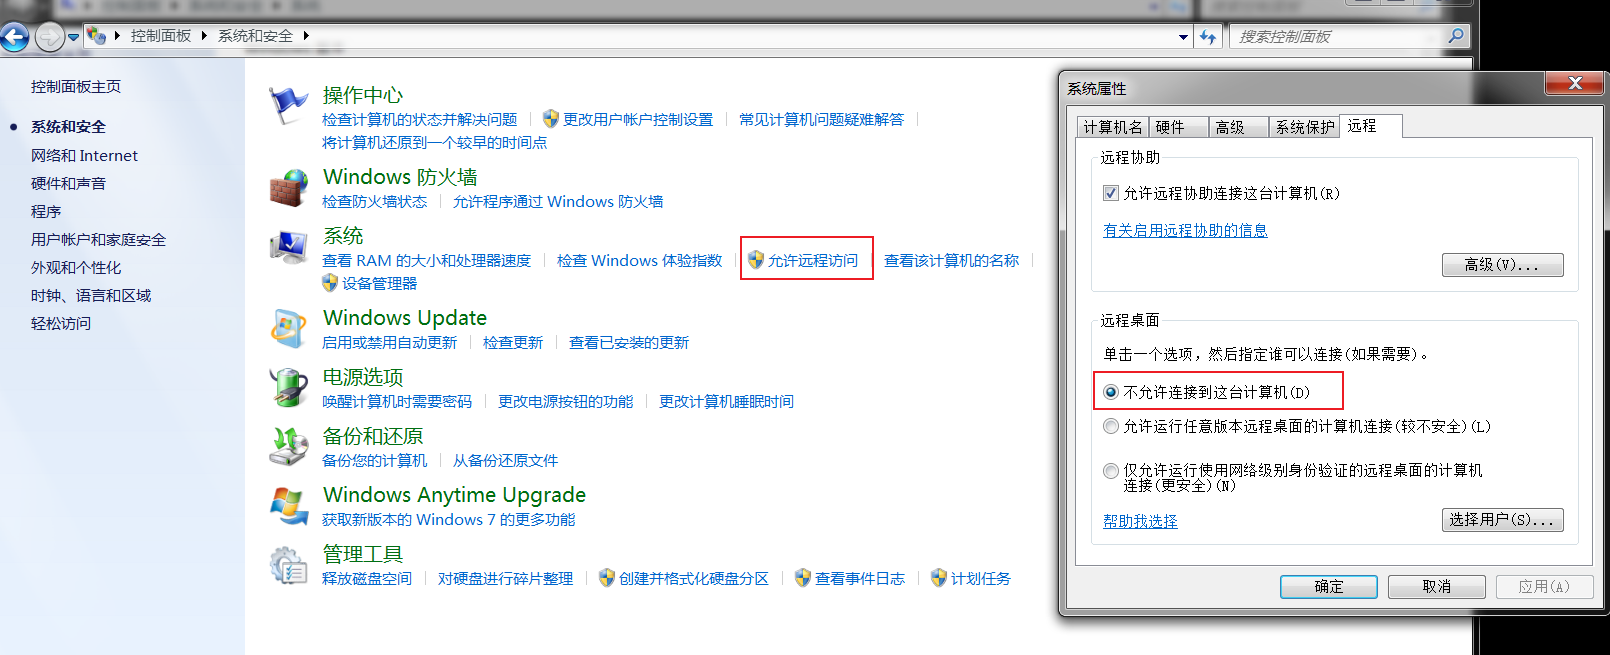 控制面板 系统和安全
搜索控制面板
控制面板主页
系统和安全
网络和 Internet
硬件和声音
程序
用户帐户和家庭安全
外观和个性化
时钟、语言和区域
轻松访问
操作中心
检查计算机的状态并解决问题 更改用户帐户控制设置 常见计算机问题疑难解答
将计算机还原到一个较早的时间点
Windows 防火墙
检查防火墙状态 允许程序通过 Windows 防火墙
系统
查看 RAM 的大小和处理器速度 检查 Windows 体验指数 允许远程访问 查看该计算机的名称
设备管理器
Windows Update
启用或禁用自动更新 检查更新 查看已安装的更新
电源选项
唤醒计算机时需要密码 更改电源按钮的功能 更改计算机睡眠时间
备份和还原
备份您的计算机 从备份还原文件
Windows Anytime Upgrade
获取新版本的 Windows 7 的更多功能
管理工具
释放磁盘空间 对硬盘进行碎片整理 创建并格式化硬盘分区 查看事件日志 计划任务
系统属性
计算机名 硬件 高级 系统保护 远程
远程协助
允许远程协助连接这台计算机(R)
有关启用远程协助的信息
高级(V)...
远程桌面
单击一个选项，然后指定谁可以连接(如果需要)。
不允许连接到这台计算机(D)
允许运行任意版本远程桌面的计算机连接(较不安全)(L)
仅允许运行使用网络级别身份验证的远程桌面的计算机
连接(更安全)(N)
帮助我选择
选择用户(S)...
确定 取消 应用(A)